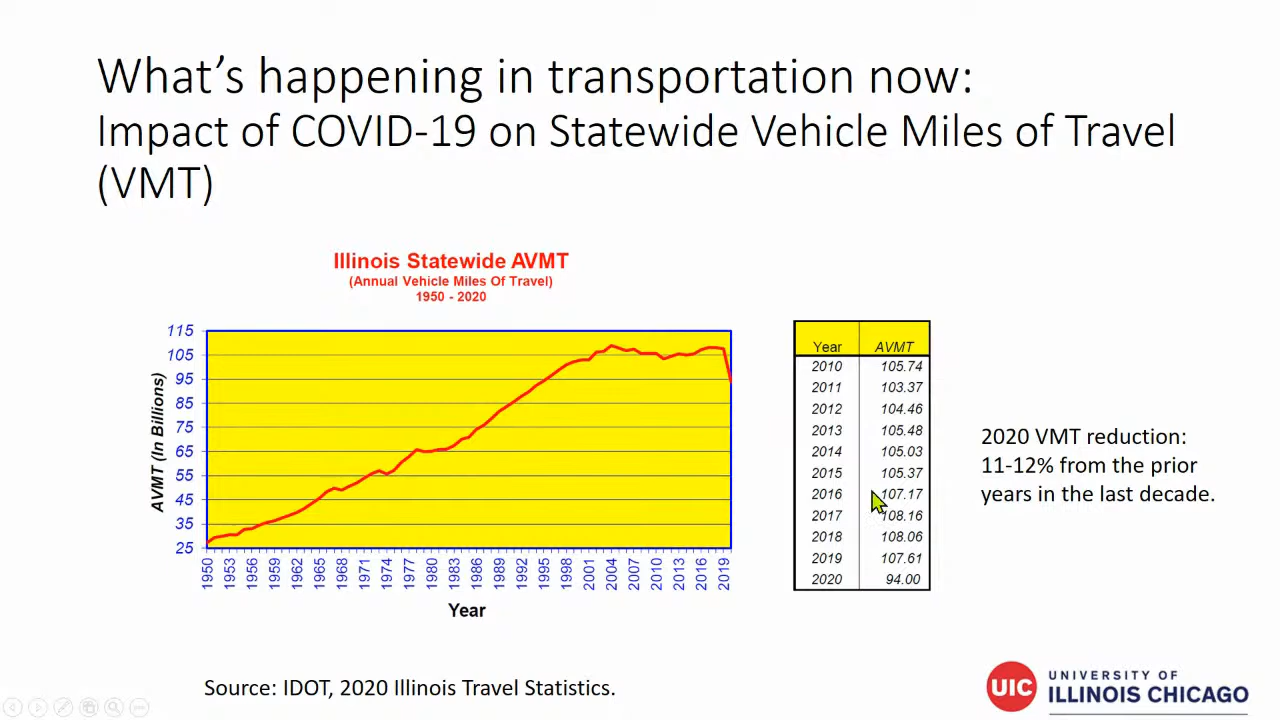 What's happening in transportation now:
Impact of COVID-19 on Statewide Vehicle Miles of Travel
(VMT)
Illinois Statewide AVMT
(Annual Vehicle Miles Of Travel)
1950 - 2020
AVMT (In Billions)
115
105
95
85
75
65
55
45
35
25
1950 1953 1956 1959 1962 1965 1968 1971 1974 1977 1980 1983 1986 1989 1992 1995 1998 2001 2004 2007 2010 2013 2016 2019
Year
Year AVMT
2010 105.74
2011 103.37
2012 104.46
2013 105.48
2014 105.03
2015 105.37
2016 107.17
2017 108.16
2018 108.06
2019 107.61
2020 94.00
2020 VMT reduction:
11-12% from the prior
years in the last decade.
Source: IDOT, 2020 Illinois Travel Statistics.
UIC
UNIVERSITY OF
ILLINOIS CHICAGO